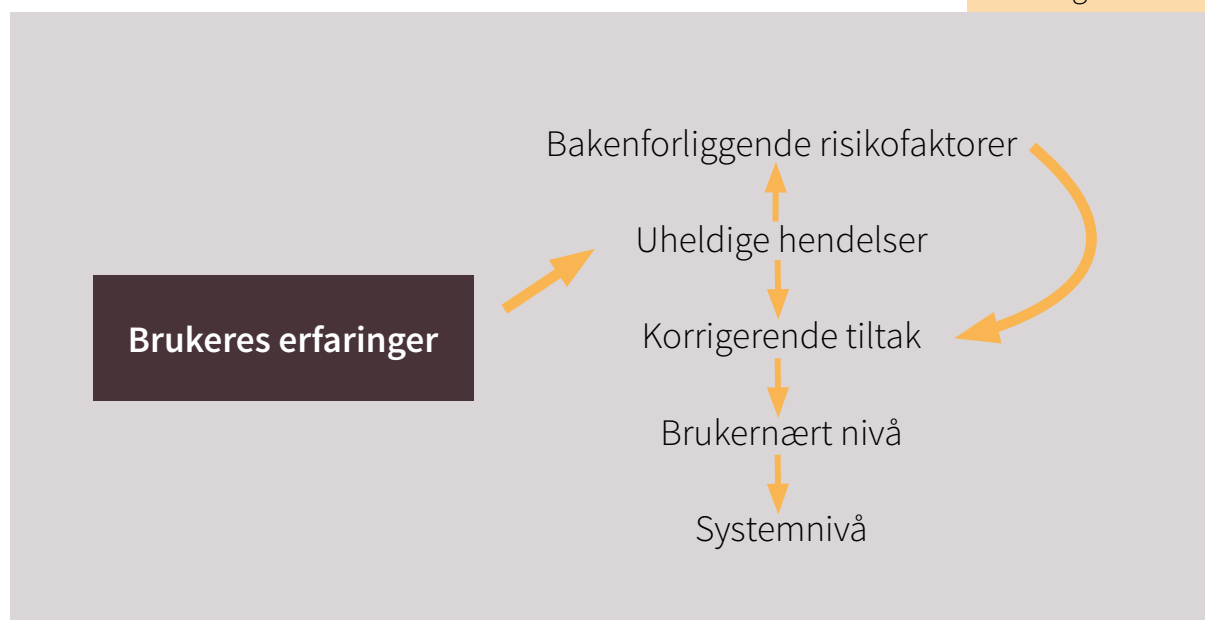 Bakenforliggende risikofaktorer
Uheldige hendelser
Brukeres erfaringer
Korrigerende tiltak
Brukernært nivå
Systemnivå